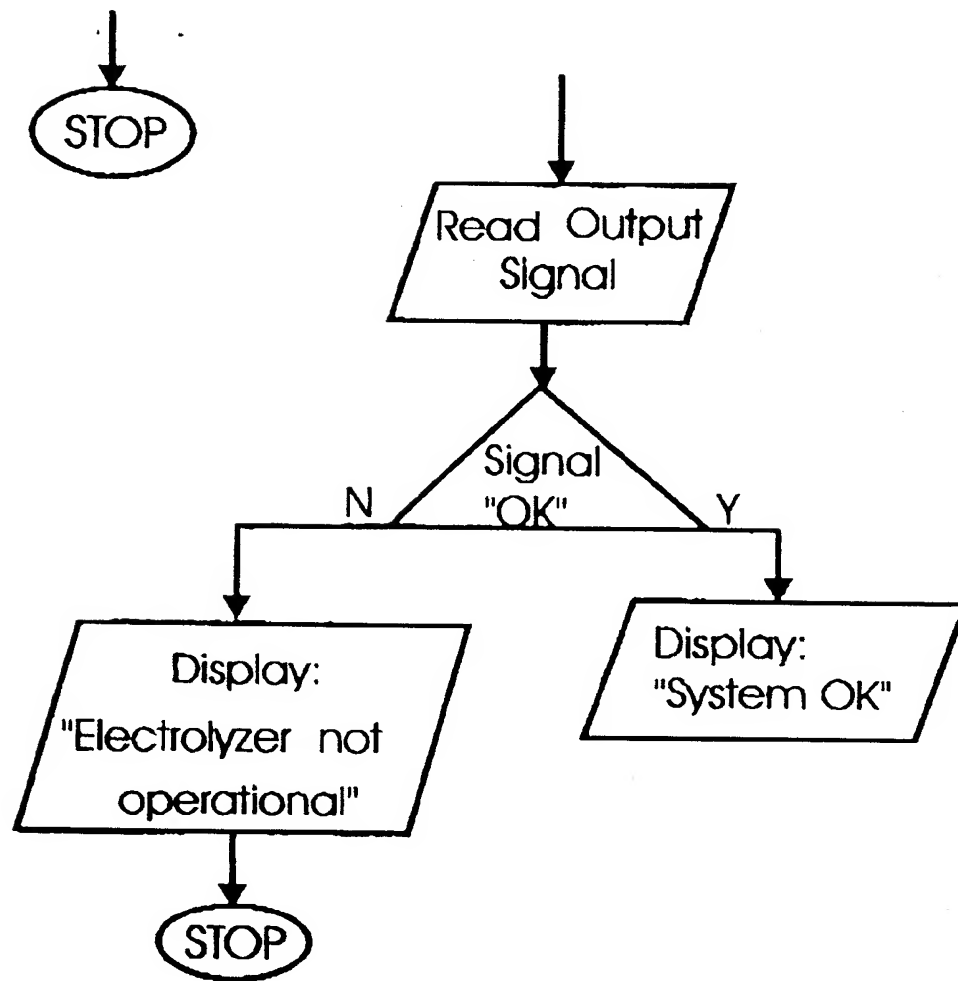 STOP
Read Output
Signal
Signal
"OK"
N
Y
Display:
"Electrolyzer not
operational"
Display:
"System OK"
STOP